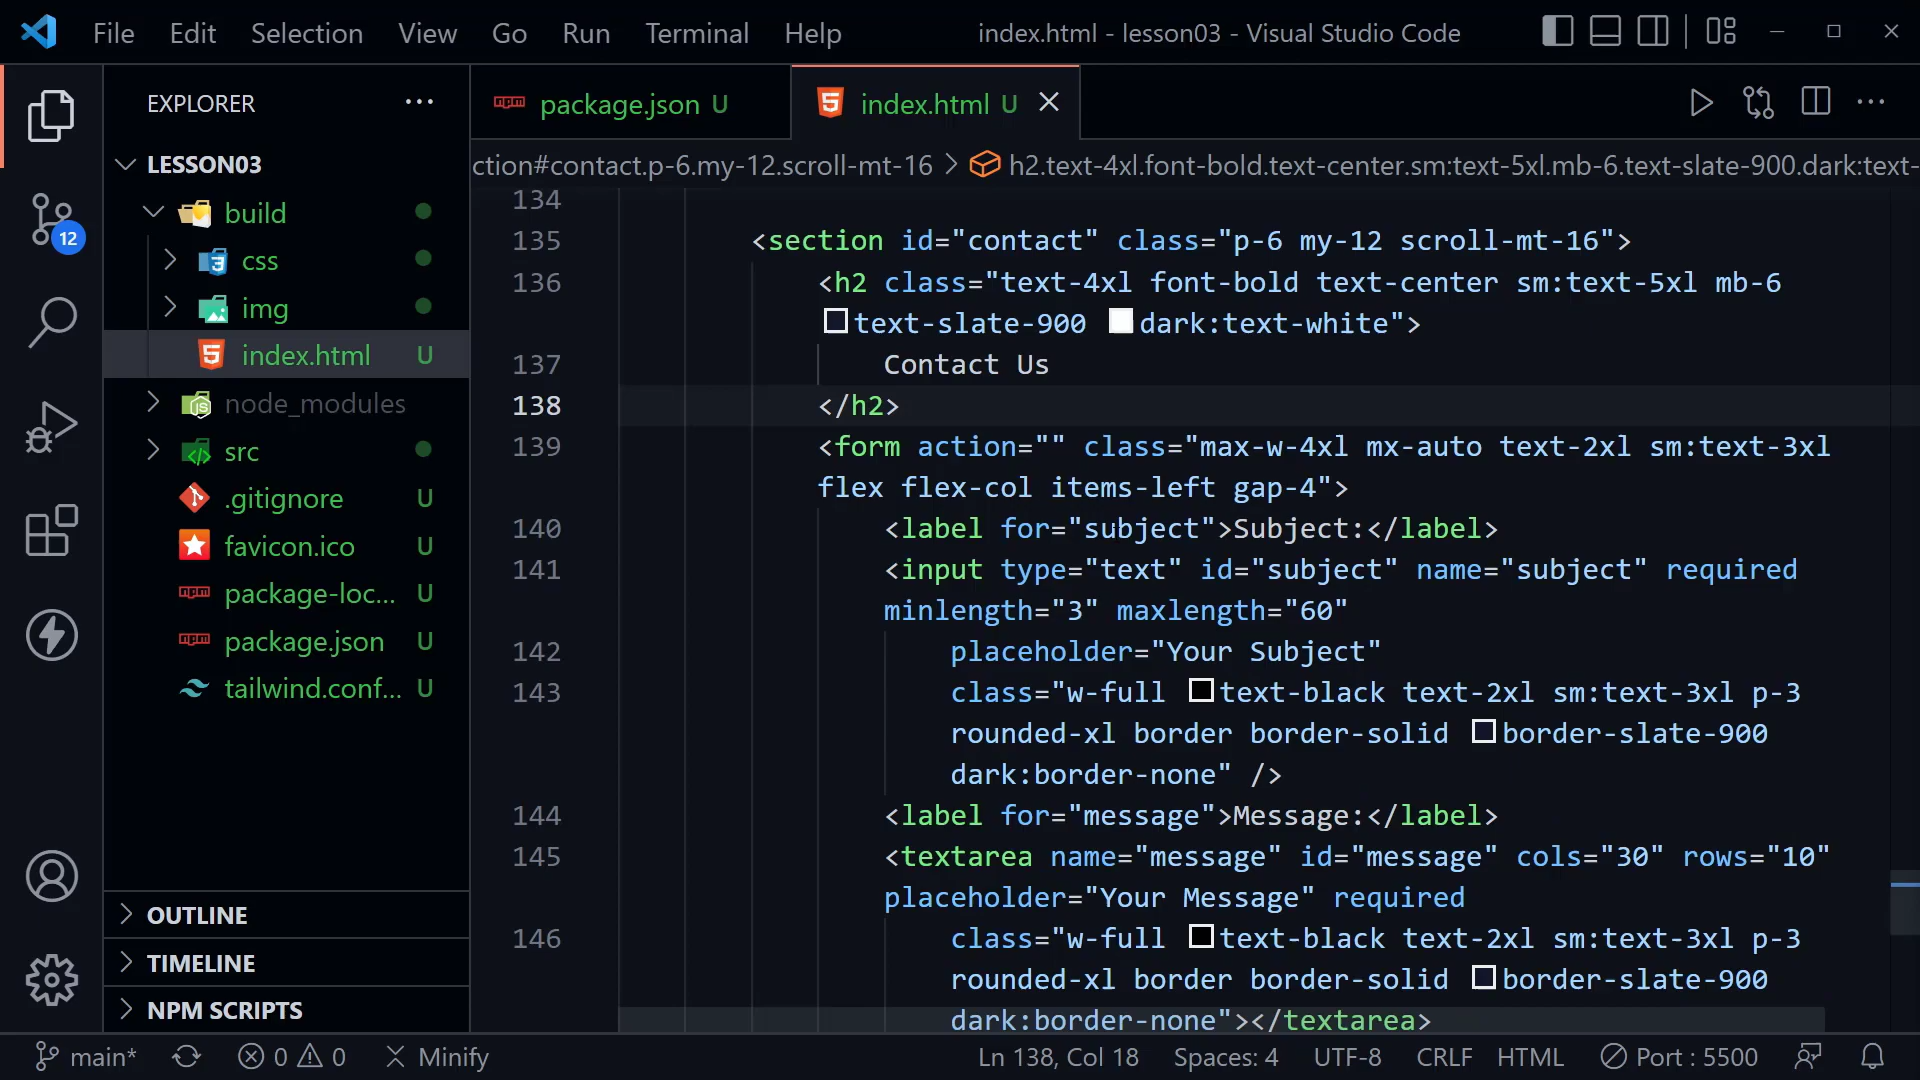 File Edit Selection View Go Run Terminal Help
index.html - lesson03 - Visual Studio Code
EXPLORER
LESSON03
build
css
img
index.html U
node_modules
src
.gitignore U
favicon.ico U
package-loc... U
package.json U
tailwind.conf... U
OUTLINE
TIMELINE
NPM SCRIPTS
12
package.json U
index.html U
ction#contact.p-6.my-12.scroll-mt-16 > h2.text-4xl.font-bold.text-center.sm:text-5xl.mb-6.text-slate-900.dark:text-
134
135 <section id="contact" class="p-6 my-12 scroll-mt-16">
136 <h2 class="text-4xl font-bold text-center sm:text-5xl mb-6
text-slate-900 dark:text-white">
137 Contact Us
138 </h2>
139 <form action="" class="max-w-4xl mx-auto text-2xl sm:text-3xl
flex flex-col items-left gap-4">
140 <label for="subject">Subject:</label>
141 <input type="text" id="subject" name="subject" required
minlength="3" maxlength="60"
142 placeholder="Your Subject"
143 class="w-full text-black text-2xl sm:text-3xl p-3
rounded-xl border border-solid border-slate-900
dark:border-none" />
144 <label for="message">Message:</label>
145 <textarea name="message" id="message" cols="30" rows="10"
placeholder="Your Message" required
146 class="w-full text-black text-2xl sm:text-3xl p-3
rounded-xl border border-solid border-slate-900
dark:border-none"></textarea>
main* 0 0 Minify
Ln 138, Col 18 Spaces: 4 UTF-8 CRLF HTML Port : 5500